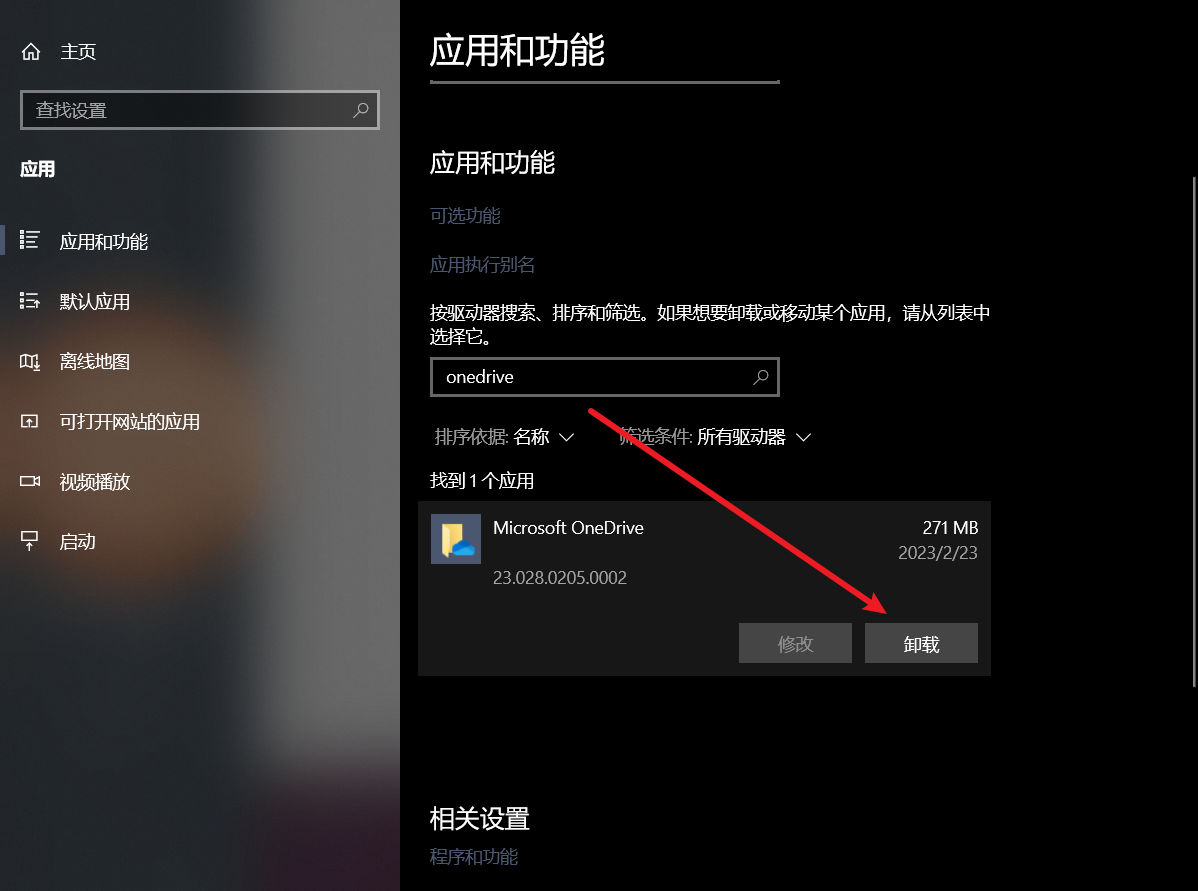 主页
查找设置
应用
应用和功能
默认应用
离线地图
可打开网站的应用
视频播放
启动
应用和功能
应用和功能
可选功能
应用执行别名
按驱动器搜索、排序和筛选。如果想要卸载或移动某个应用，请从列表中
选择它。
onedrive
排序依据: 名称 筛选条件: 所有驱动器
找到 1 个应用
Microsoft OneDrive 271 MB
2023/2/23
23.028.0205.0002
修改 卸载
相关设置
程序和功能